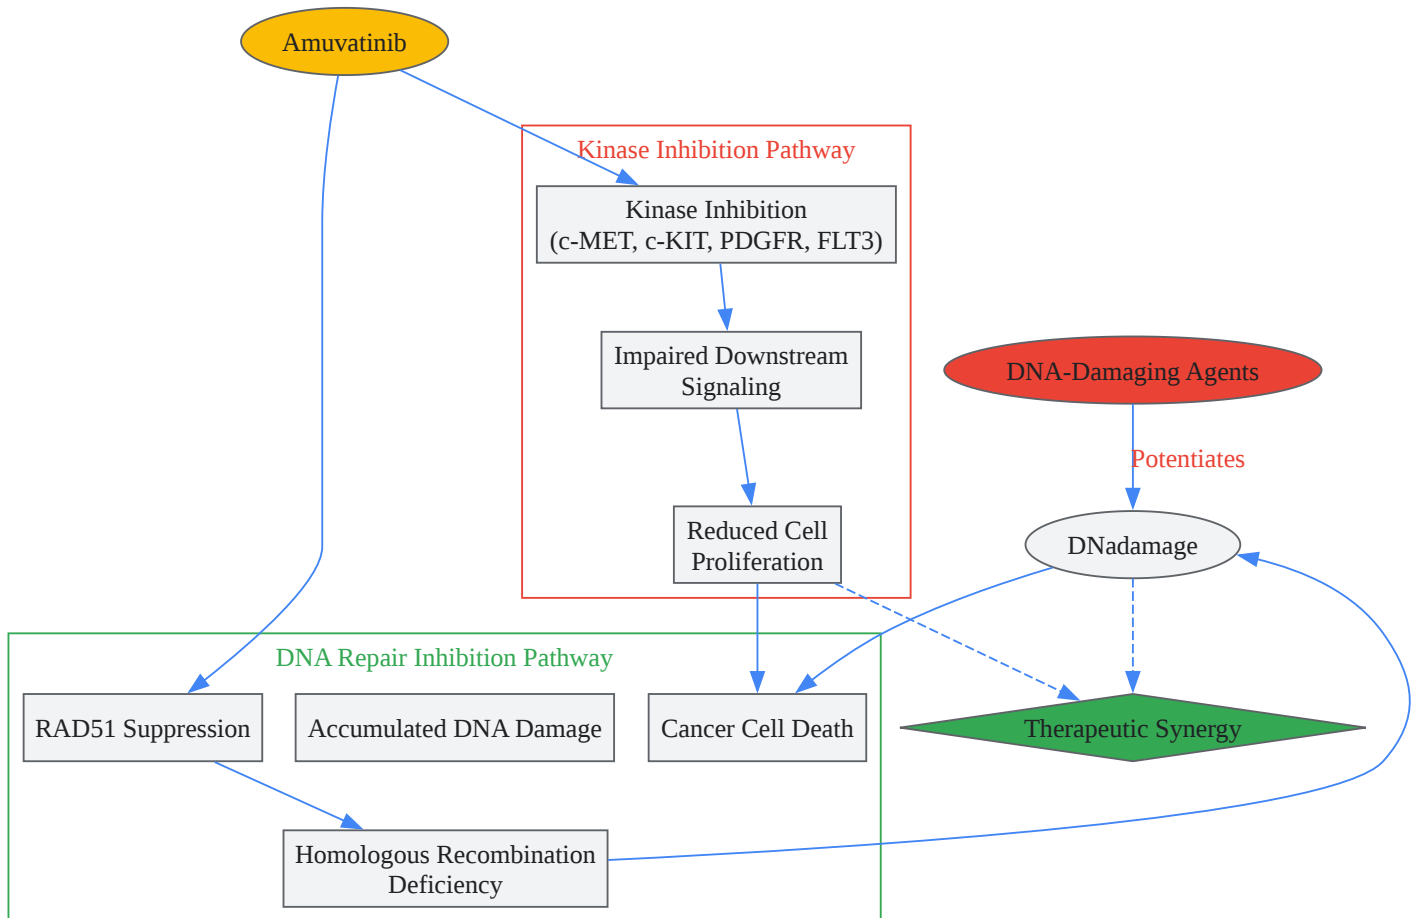 Amuvatinib
Kinase Inhibition Pathway
Kinase Inhibition
(c-MET, c-KIT, PDGFR, FLT3)
Impaired Downstream
Signaling
DNA-Damaging Agents
Potentiates
Reduced Cell
Proliferation
DNadamage
DNA Repair Inhibition Pathway
RAD51 Suppression
Accumulated DNA Damage
Cancer Cell Death
Therapeutic Synergy
Homologous Recombination
Deficiency